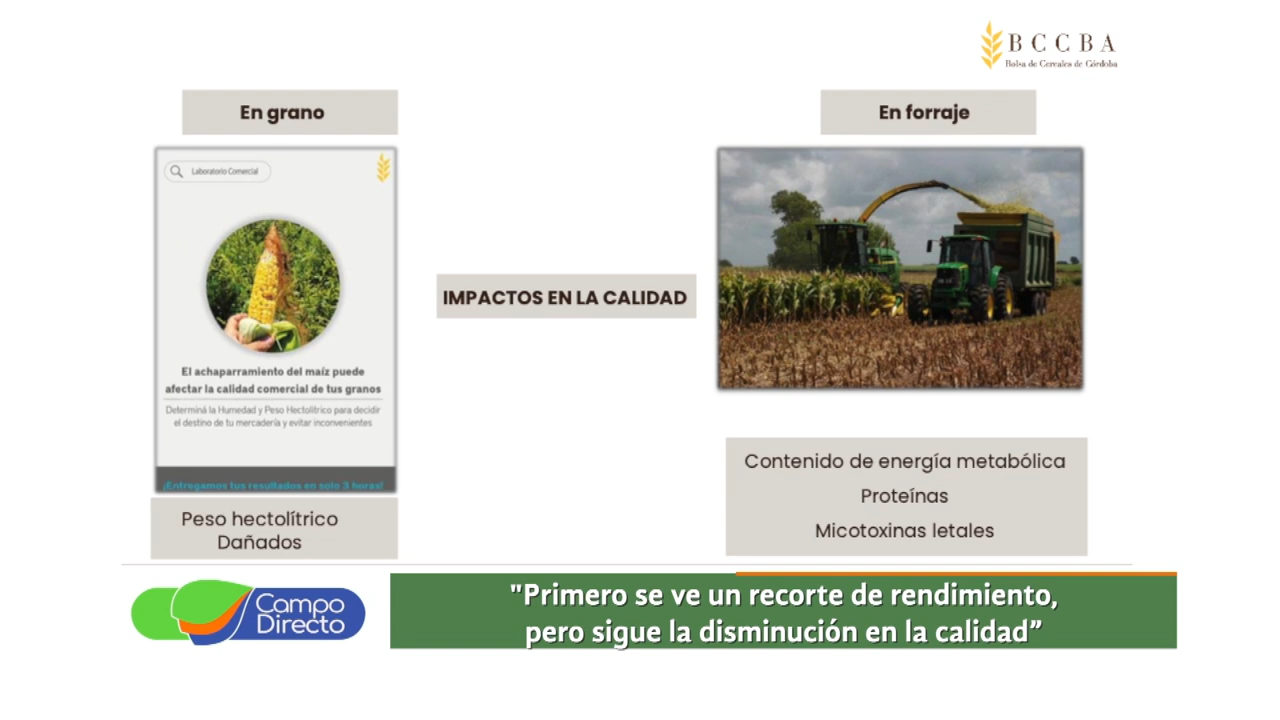 BCCBA
Bolsa de Cereales de Córdoba
En grano
Laboratorio Comercial
El achaparramiento del maíz puede
afectar la calidad comercial de tus granos
Determiná la Humedad y Peso Hectolítrico para decidir
el destino de tu mercadería y evitar inconvenientes
¡Entregamos tus resultados en solo 3 horas!
Peso hectolítrico
Dañados
IMPACTOS EN LA CALIDAD
En forraje
Contenido de energía metabólica
Proteínas
Micotoxinas letales
Campo
Directo
"Primero se ve un recorte de rendimiento,
pero sigue la disminución en la calidad”